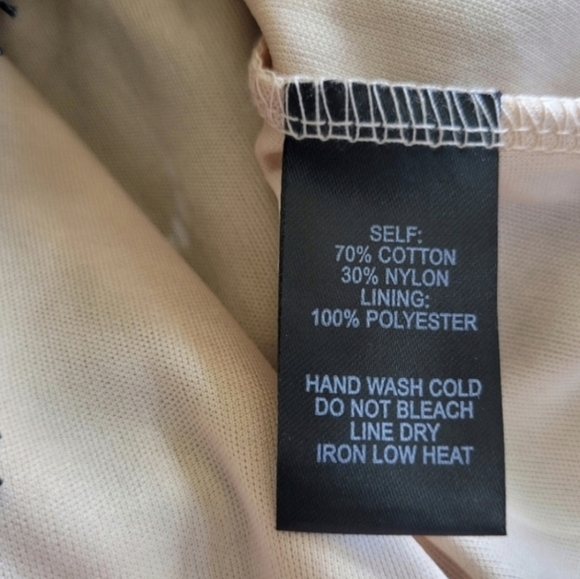 SELF:
70% COTTON
30% NYLON
LINING:
100% POLYESTER
HAND WASH COLD
DO NOT BLEACH
LINE DRY
IRON LOW HEAT